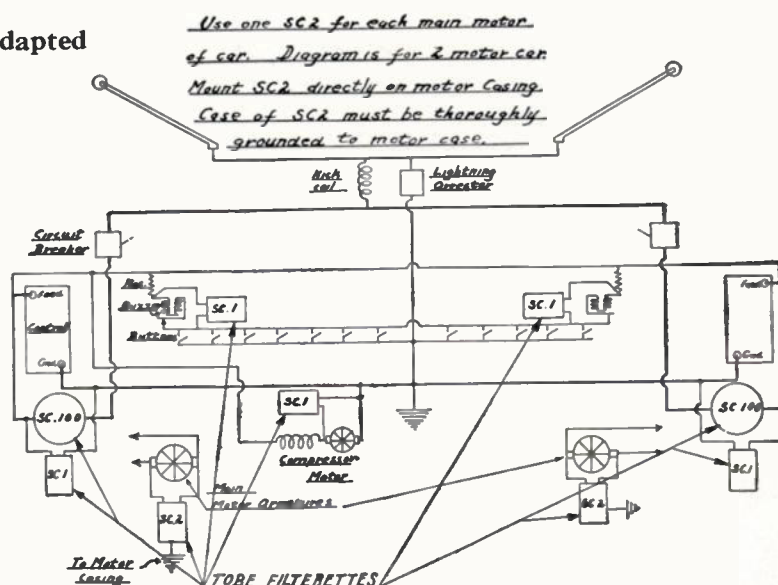 dapted
Use one SC2 for each main motor
of car. Diagram is for 2 motor car.
Mount SC2 directly on motor Casing.
Case of SC2 must be thoroughly
grounded to motor case.
Kick
coil
Lightning
Arrester
Circuit
Breaker
Feed
Control
Gnd.
Res.
Buzzer
Buttons
SC.1
SC.1
Feed
Gnd.
SC.100
SC.1
SC1
Compressor
Motor
SC 100
SC1
Main
Motor Armatures
SC2
SC2
To Motor
Casing
TOBE FILTERETTES